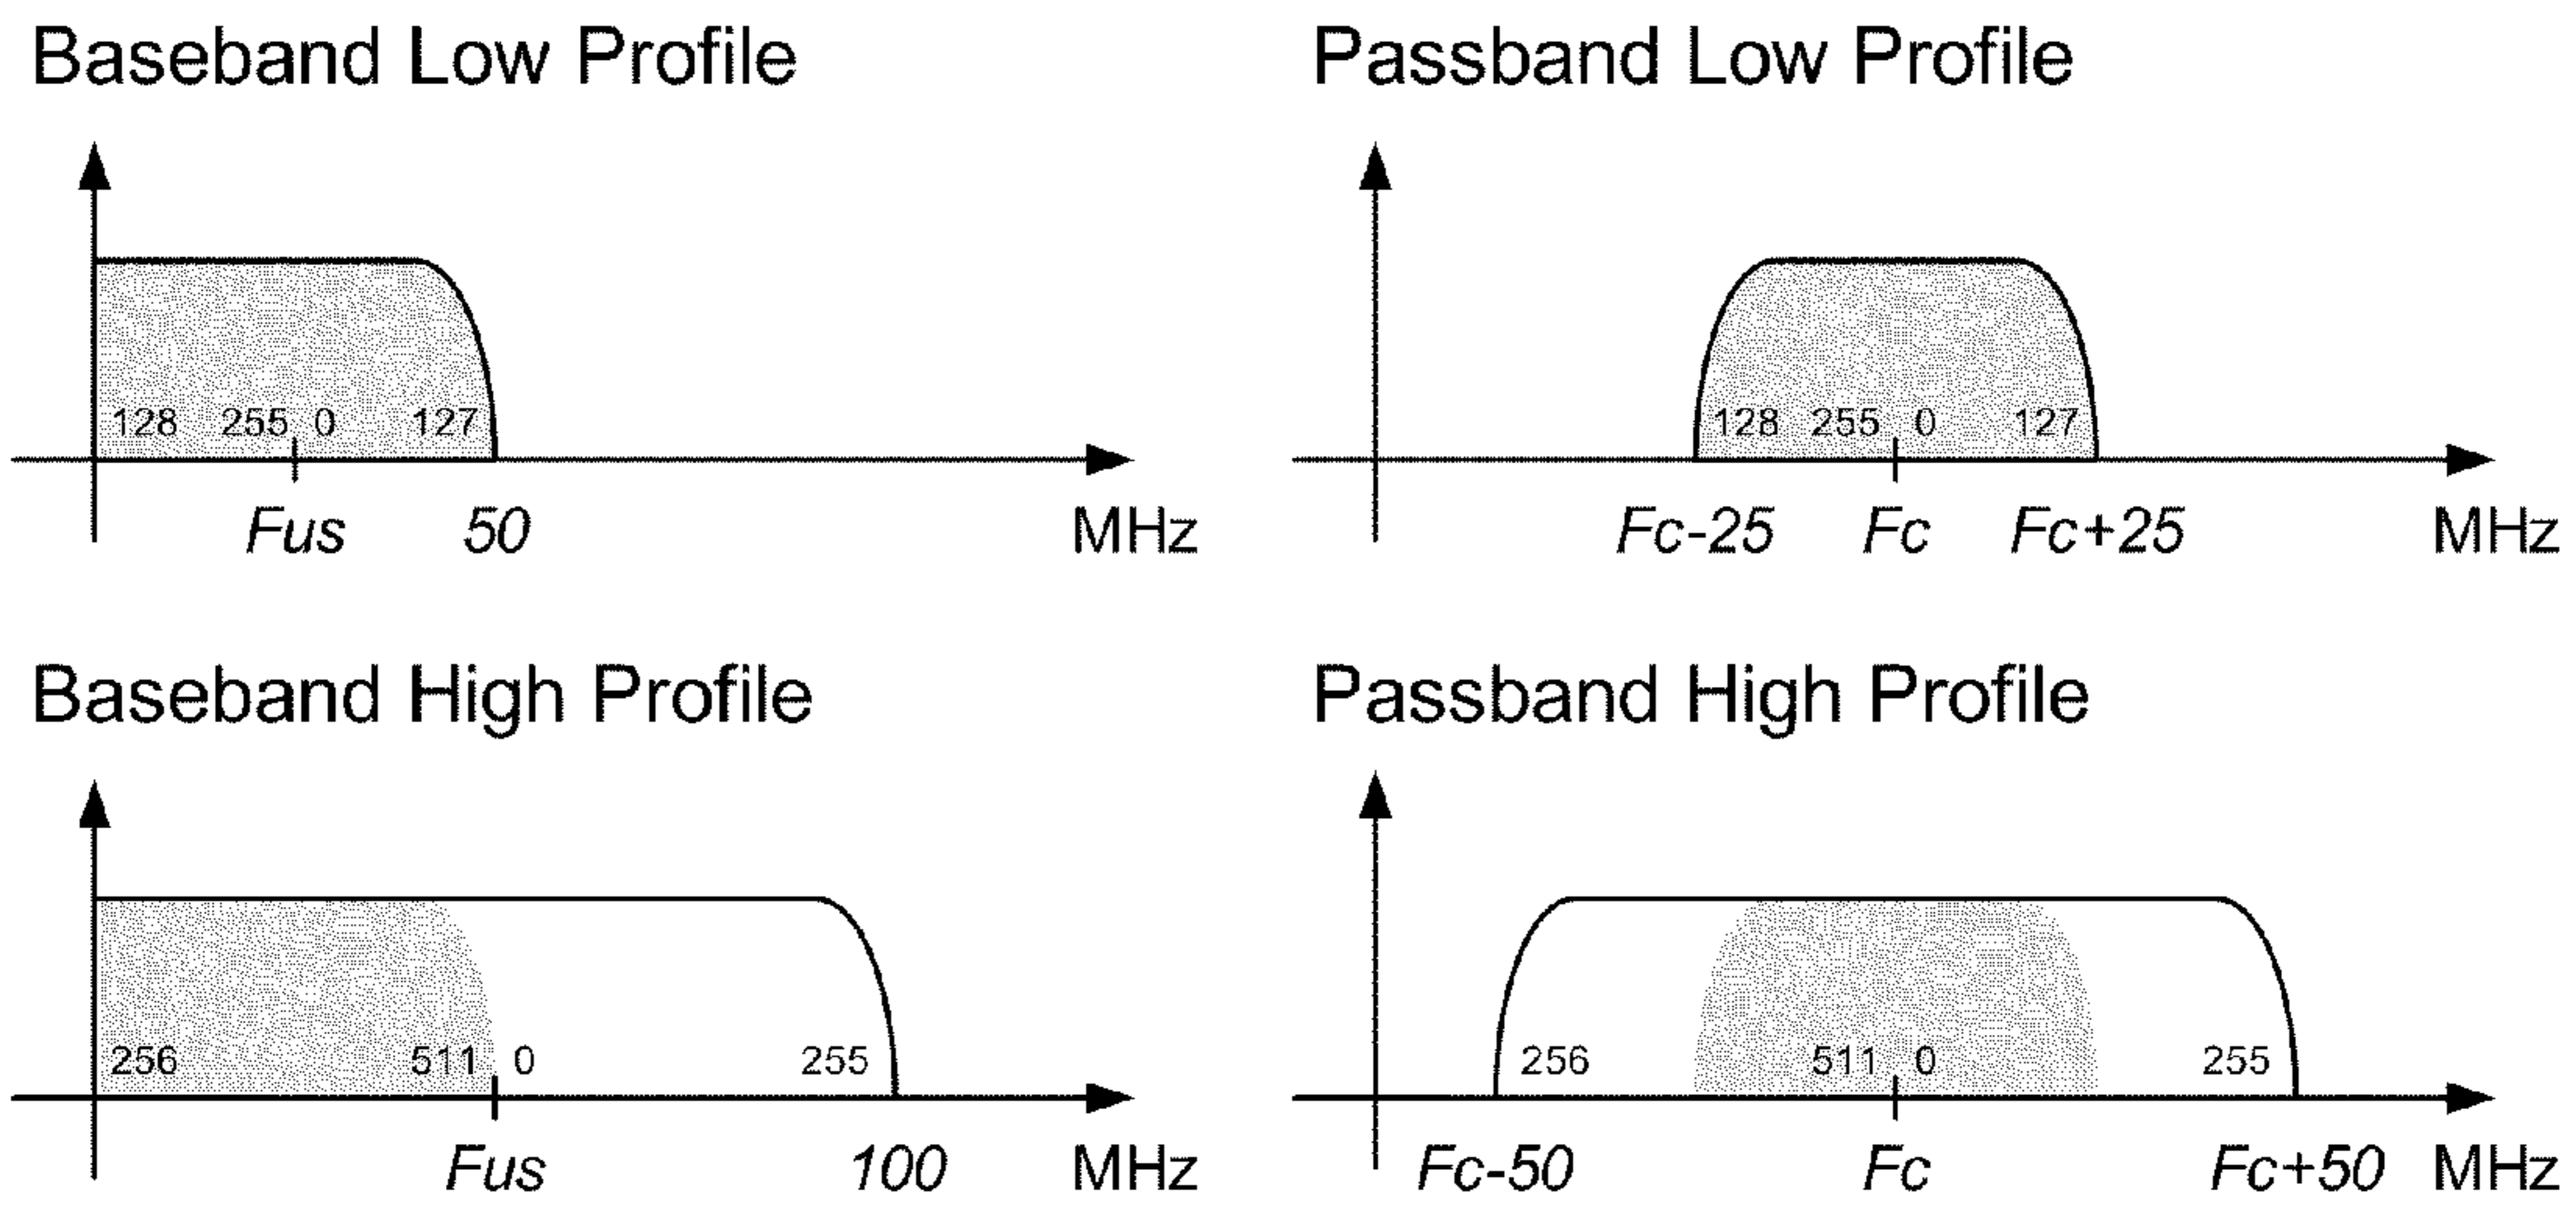 Baseband Low Profile
128 255 0 127
Fus 50 MHz
Passband Low Profile
128 255 0 127
Fc-25 Fc Fc+25 MHz
Baseband High Profile
256 511 0 255
Fus 100 MHz
Passband High Profile
256 511 0 255
Fc-50 Fc Fc+50 MHz